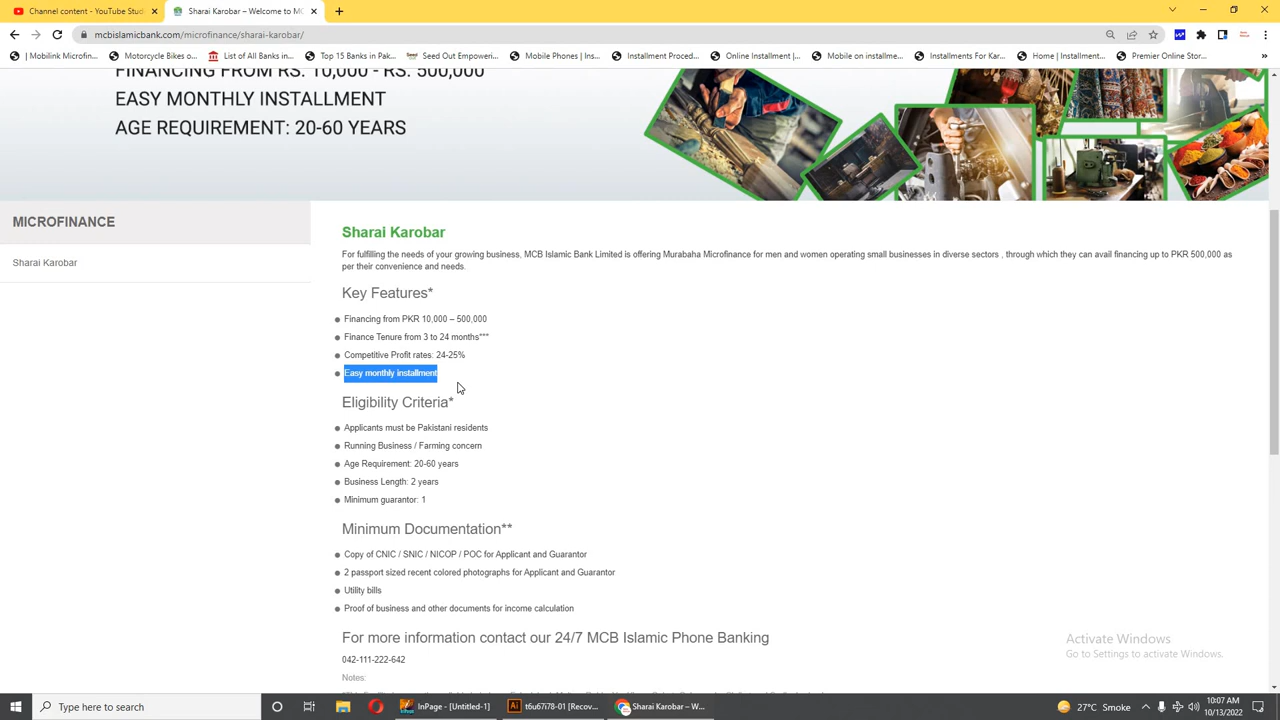 Channel content - YouTube Studi
Sharai Karobar – Welcome to MC
mcbislamicbank.com/microfinance/sharai-karobar/
| Mobilink Microfin...
Motorcycle Bikes o...
List of All Banks in...
Top 15 Banks in Pak...
Seed Out Empoweri...
Mobile Phones | Ins...
Installment Proced...
Online Installment |...
Mobile on installme...
Installments For Kar...
Home | Installment...
Premier Online Stor...
FINANCING FROM RS. 10,000 - RS. 500,000
EASY MONTHLY INSTALLMENT
AGE REQUIREMENT: 20-60 YEARS
MICROFINANCE
Sharai Karobar
Sharai Karobar
For fulfilling the needs of your growing business, MCB Islamic Bank Limited is offering Murabaha Microfinance for men and women operating small businesses in diverse sectors , through which they can avail financing up to PKR 500,000 as
per their convenience and needs.
Key Features*
Financing from PKR 10,000 – 500,000
Finance Tenure from 3 to 24 months***
Competitive Profit rates: 24-25%
Easy monthly installment
Eligibility Criteria*
Applicants must be Pakistani residents
Running Business / Farming concern
Age Requirement: 20-60 years
Business Length: 2 years
Minimum guarantor: 1
Minimum Documentation**
Copy of CNIC / SNIC / NICOP / POC for Applicant and Guarantor
2 passport sized recent colored photographs for Applicant and Guarantor
Utility bills
Proof of business and other documents for income calculation
For more information contact our 24/7 MCB Islamic Phone Banking
042-111-222-642
Notes:
Activate Windows
Go to Settings to activate Windows.
Type here to search
InPage - [Untitled-1]
t6u67i78-01 [Recov...
Sharai Karobar – W...
27°C Smoke
10:07 AM
10/13/2022